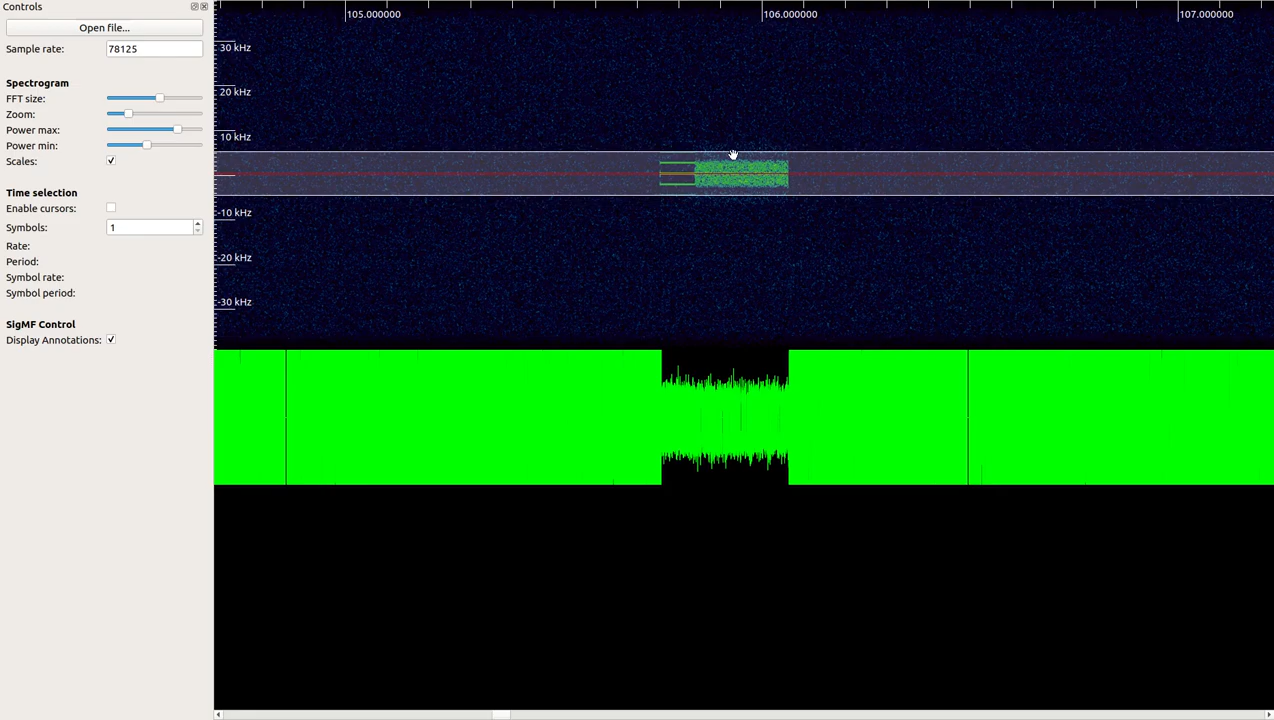 Controls
105.000000 106.000000 107.000000
Open file...
Sample rate: 78125
30 kHz
Spectrogram
FFT size:
20 kHz
Zoom:
Power max:
10 kHz
Power min:
Scales:
Time selection
Enable cursors:
-10 kHz
Symbols: 1
Rate:
-20 kHz
Period:
Symbol rate:
Symbol period:
-30 kHz
SigMF Control
Display Annotations: